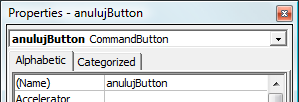 Properties - anulujButton
anulujButton CommandButton
Alphabetic Categorized
(Name) anulujButton
Accelerator